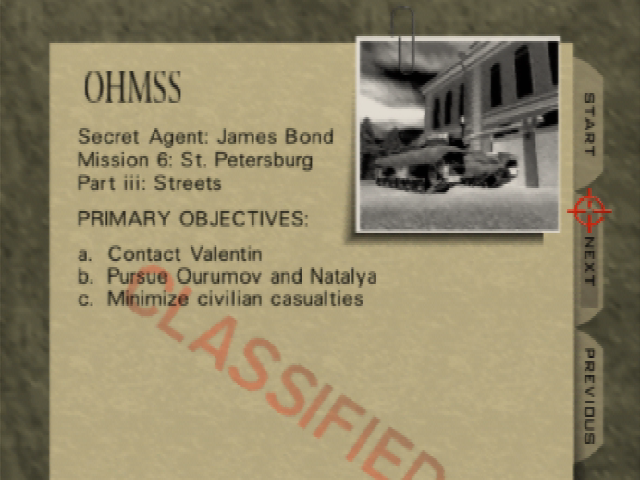 OHMSS
Secret Agent: James Bond
Mission 6: St. Petersburg
Part iii: Streets
PRIMARY OBJECTIVES:
a. Contact Valentin
b. Pursue Ourumov and Natalya
c. Minimize civilian casualties
CLASSIFIED
START
NEXT
PREVIOUS